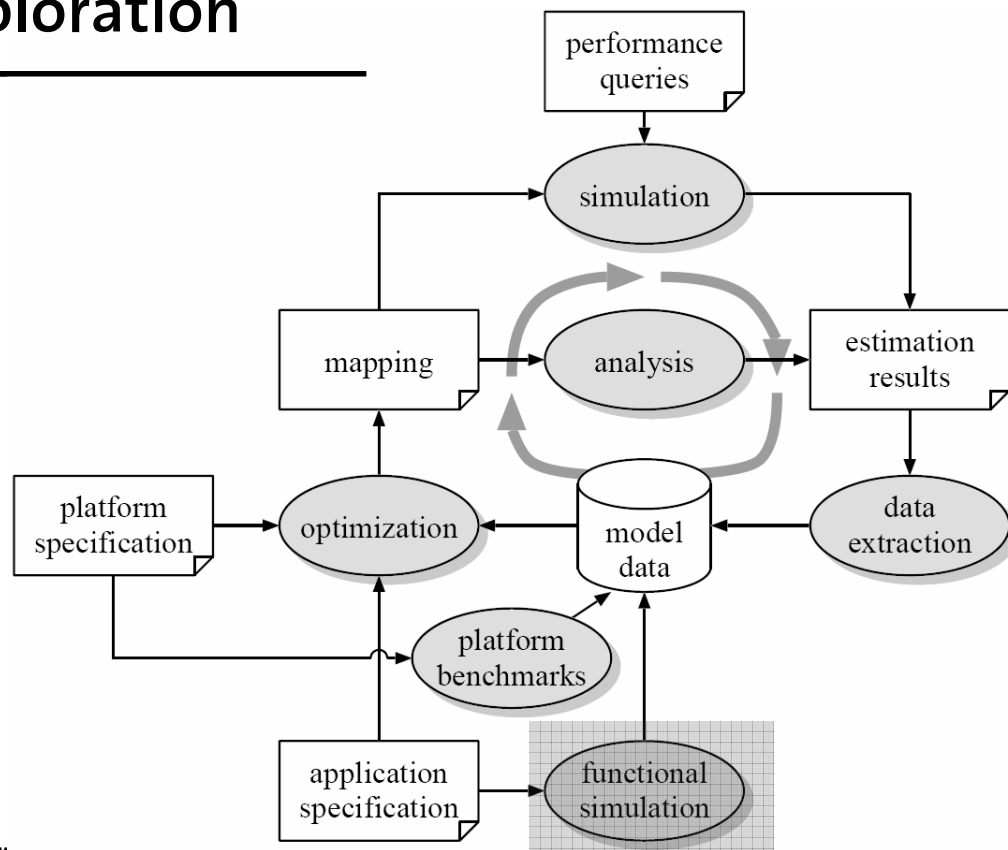 performance
queries
simulation
mapping
analysis
estimation
results
platform
specification
optimization
model
data
data
extraction
platform
benchmarks
application
specification
functional
simulation